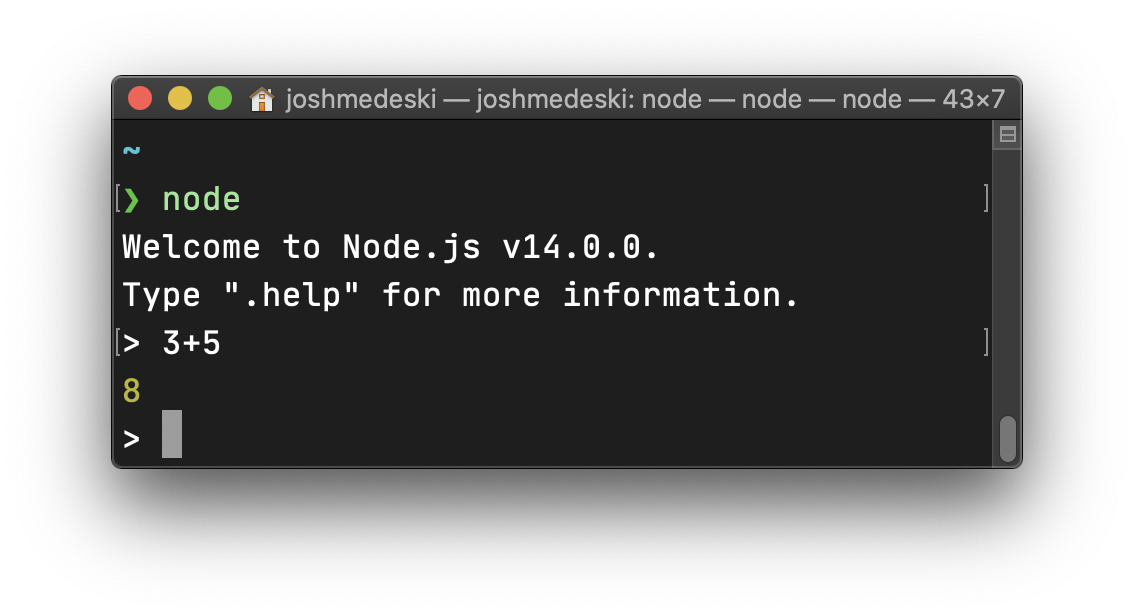 joshmedeski — joshmedeski: node — node — node — 43×7
~
[❯ node ]
Welcome to Node.js v14.0.0.
Type ".help" for more information.
[> 3+5 ]
8
>